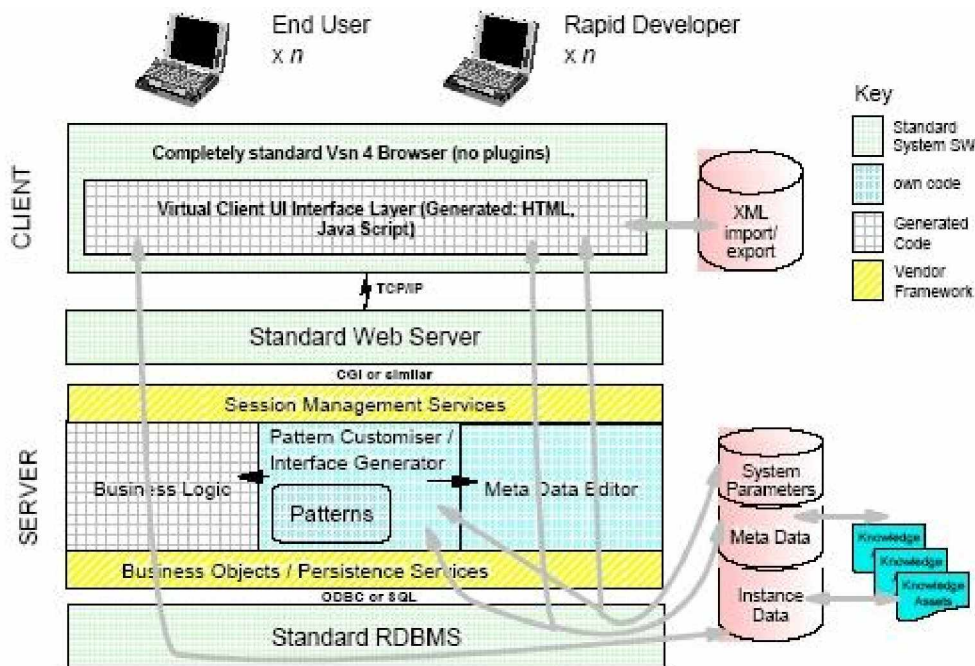 End User
x n
Rapid Developer
x n
Key
Standard
System SW
own code
Generated
Code
Vendor
Framework
CLIENT
Completely standard Vsn 4 Browser (no plugins)
Virtual Client UI Interface Layer (Generated: HTML,
Java Script)
XML
import/
export
TCP/IP
Standard Web Server
CGI or similar
SERVER
Session Management Services
Business Logic
Pattern Customiser /
Interface Generator
Patterns
Meta Data Editor
Business Objects / Persistence Services
ODBC or SQL
Standard RDBMS
System
Parameters
Meta Data
Instance
Data
Knowledge
Knowledge
Knowledge
Assets